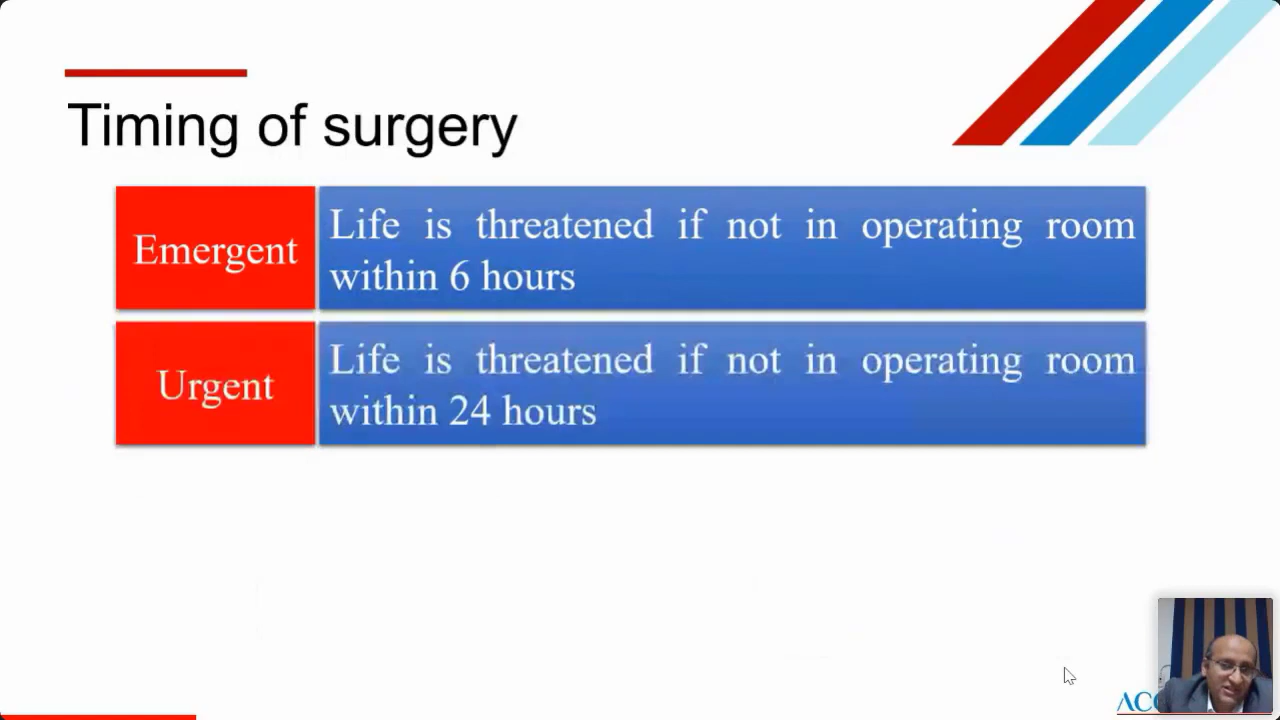 Timing of surgery
Emergent
Life is threatened if not in operating room
within 6 hours
Urgent
Life is threatened if not in operating room
within 24 hours